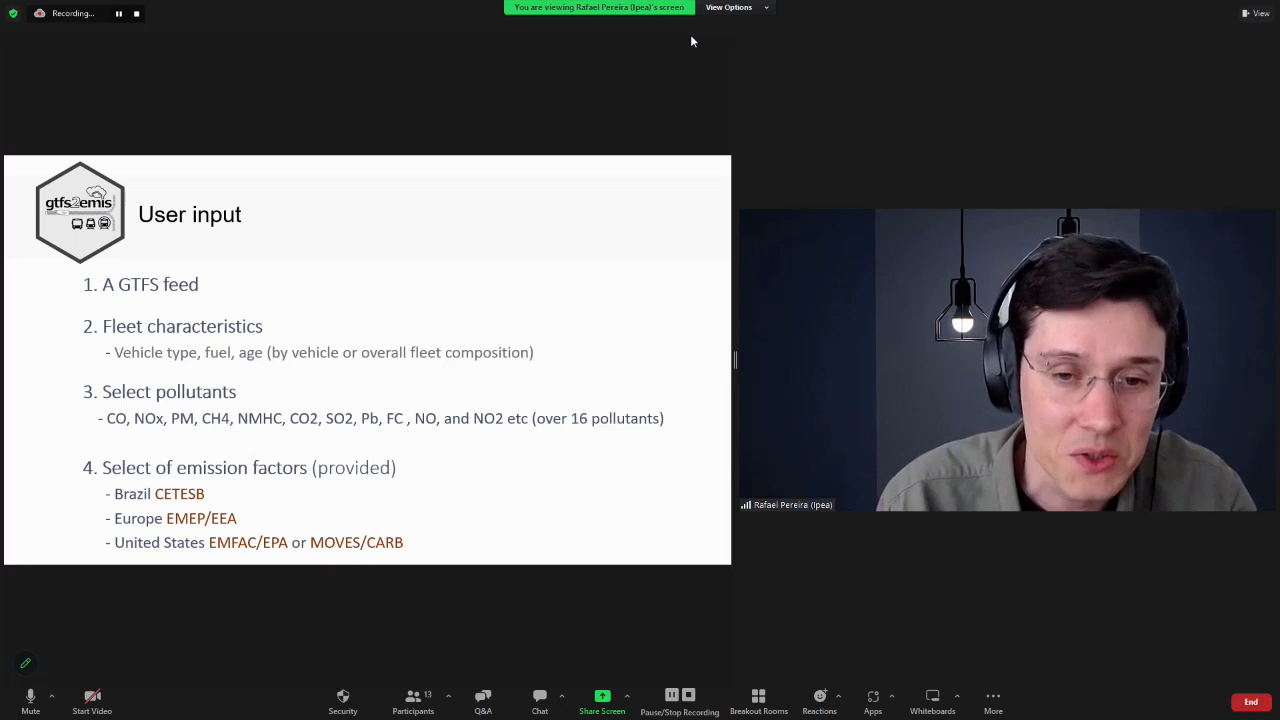 Recording...
You are viewing Rafael Pereira (Ipea)'s screen
View Options
View
gtfs2emis
User input
1. A GTFS feed
2. Fleet characteristics
- Vehicle type, fuel, age (by vehicle or overall fleet composition)
3. Select pollutants
- CO, NOx, PM, CH4, NMHC, CO2, SO2, Pb, FC , NO, and NO2 etc (over 16 pollutants)
4. Select of emission factors (provided)
- Brazil CETESB
- Europe EMEP/EEA
- United States EMFAC/EPA or MOVES/CARB
Rafael Pereira (Ipea)
Mute
Start Video
Security
Participants
13
Q&A
Chat
Share Screen
Pause/Stop Recording
Breakout Rooms
Reactions
Apps
Whiteboards
More
End